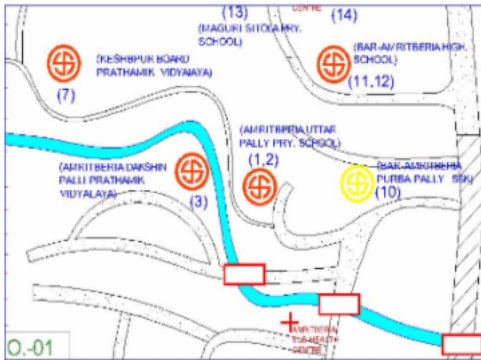 (13)
(MAGURI SITOLA PRY.
SCHOOL)
CENTRE
(14)
(KESHBPUR BOARD
PRATHAMIK VIDYALAYA)
(7)
(BAR-AMRITBERIA HIGH.
SCHOOL)
(11,12)
(AMRITBERIA UTTAR
PALLY PRY. SCHOOL)
(1,2)
(AMRITBERIA DAKSHIN
PALLI PRATHAMIK
VIDYALAYA)
(3)
(BAR-AMRITBERIA
PURBA PALLY SSK)
(10)
AMRITBERIA
SUB HEALTH
CENTRE
O.-01